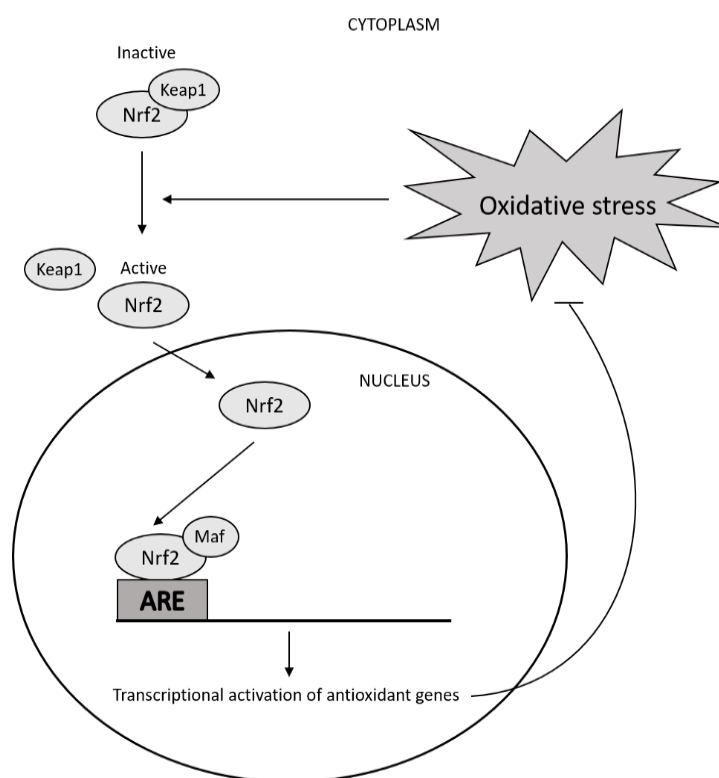 CYTOPLASM
Inactive
Keap1
Nrf2
Oxidative stress
Keap1
Active
Nrf2
NUCLEUS
Nrf2
Maf
Nrf2
ARE
Transcriptional activation of antioxidant genes